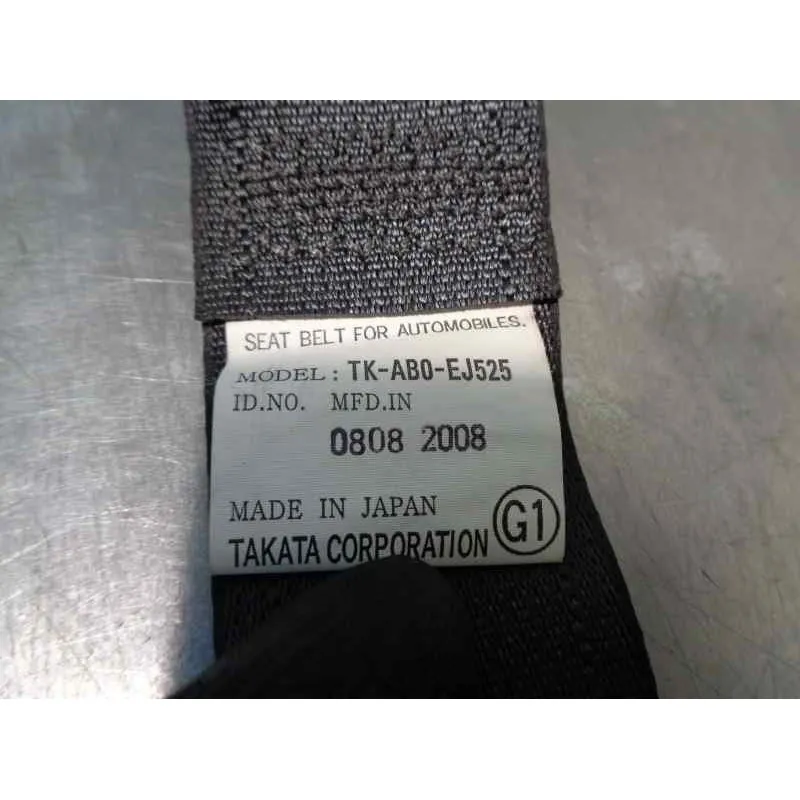 SEAT BELT FOR AUTOMOBILES.
MODEL: TK-AB0-EJ525
ID.NO. MFD.IN
0808 2008
MADE IN JAPAN
TAKATA CORPORATION G1